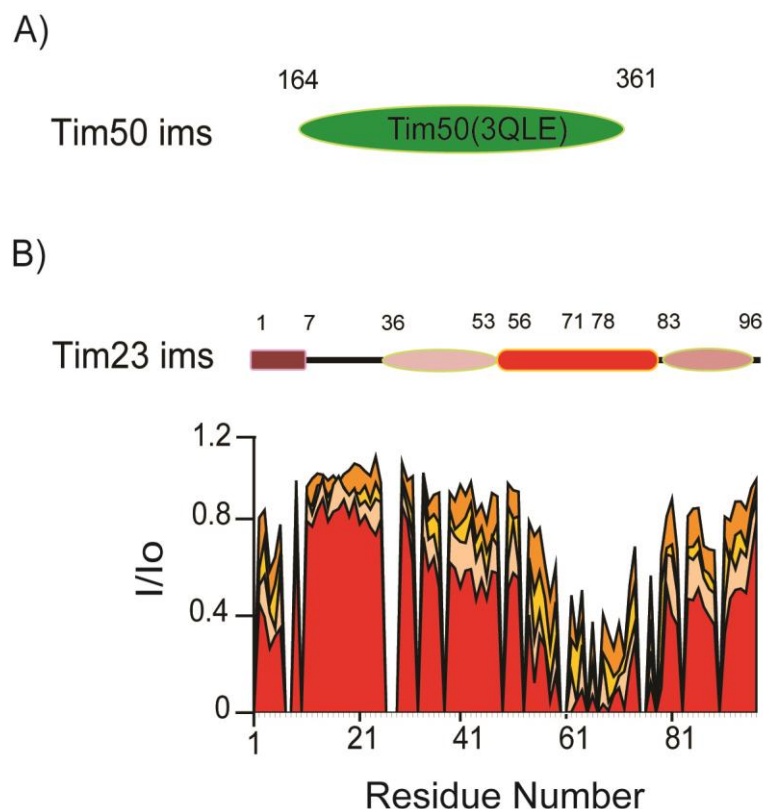 A)
164 361
Tim50 ims Tim50(3QLE)
B)
1 7 36 53 56 71 78 83 96
Tim23 ims
1.2
0.8
I/Io
0.4
0
1 21 41 61 81
Residue Number